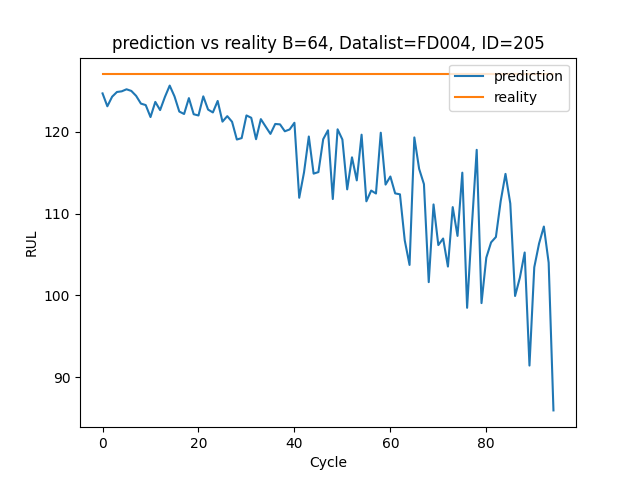 prediction vs reality B=64, Datalist=FD004, ID=205
prediction
reality
RUL
120
110
100
90
0
20
40
60
80
Cycle